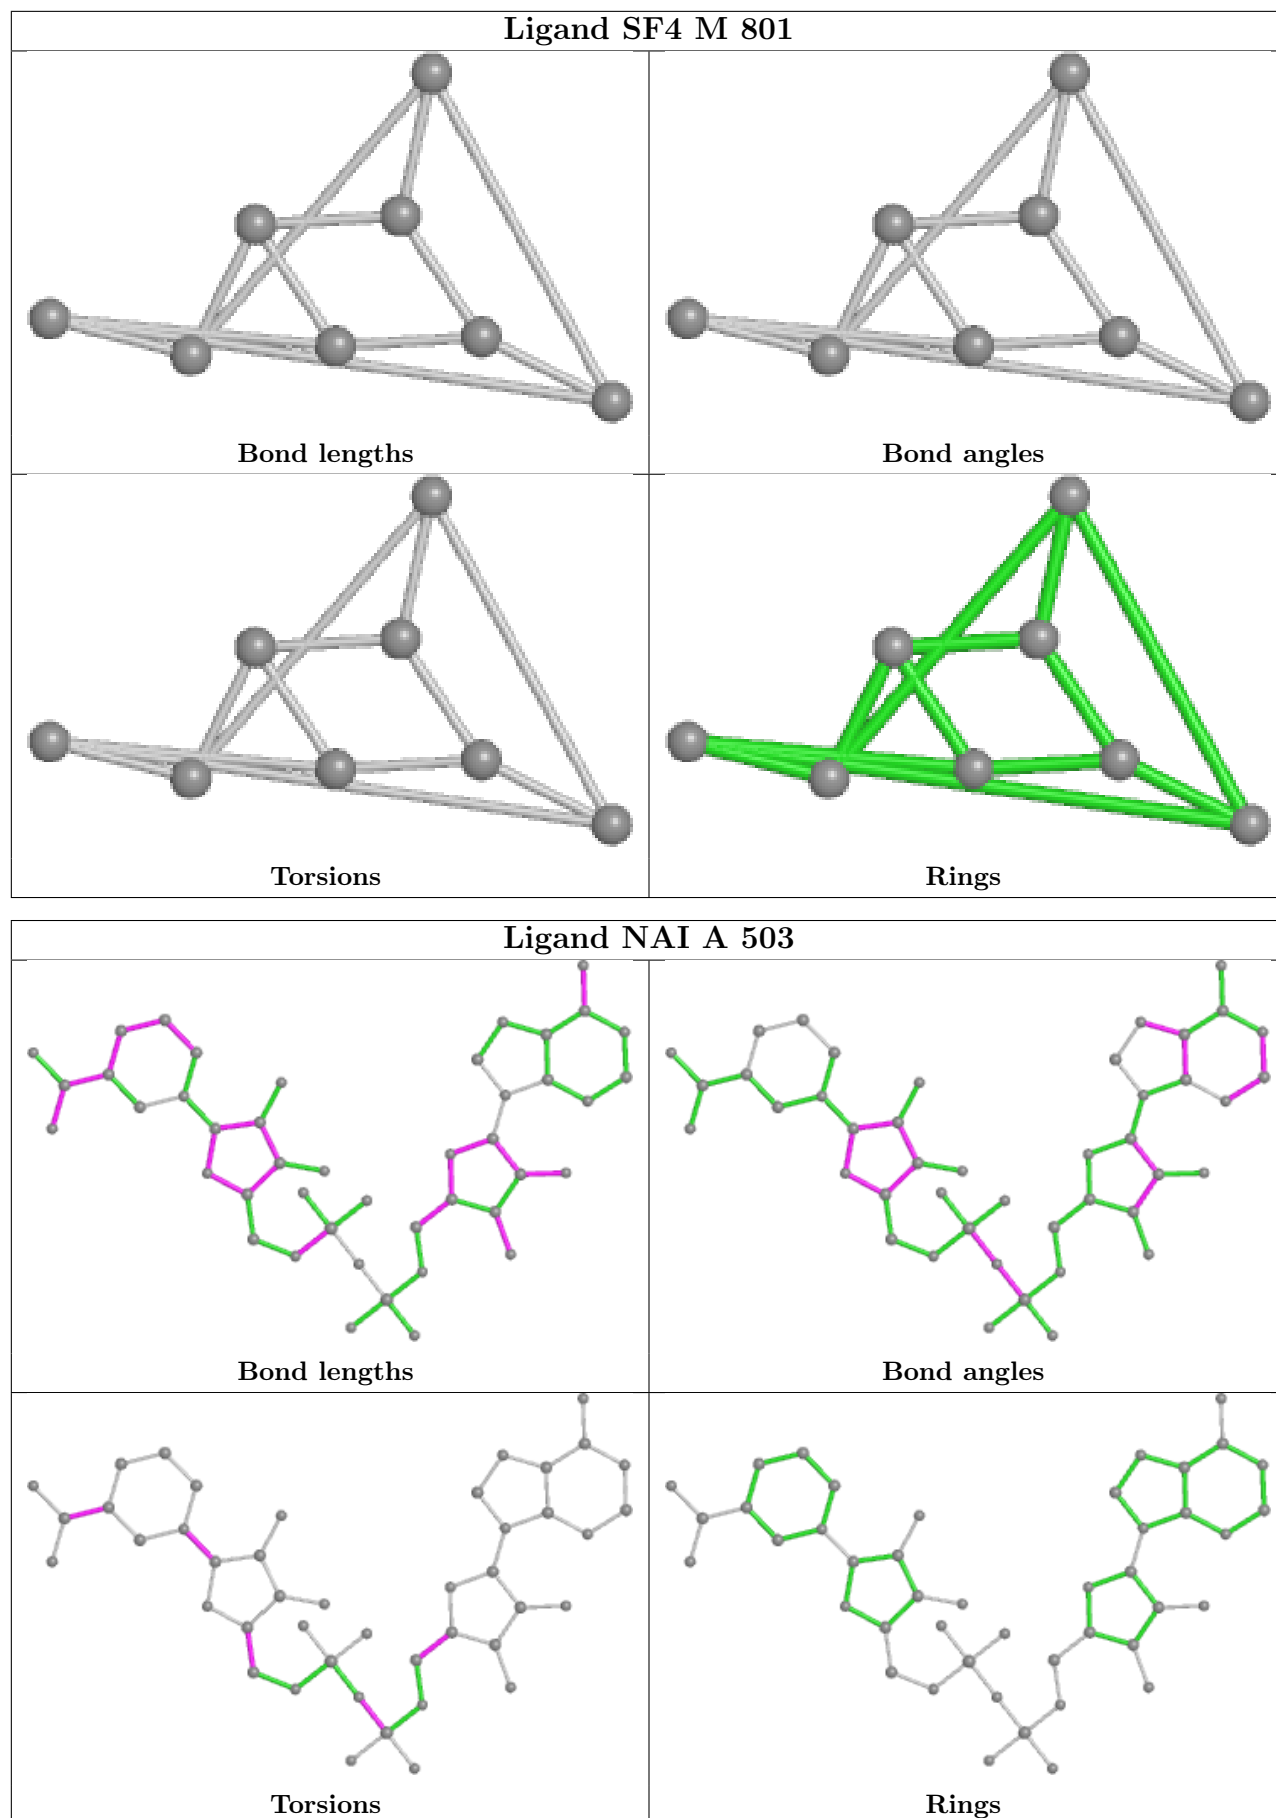 Ligand SF4 M 801
Bond lengths
Bond angles
Torsions
Rings
Ligand NAI A 503
Bond lengths
Bond angles
Torsions
Rings